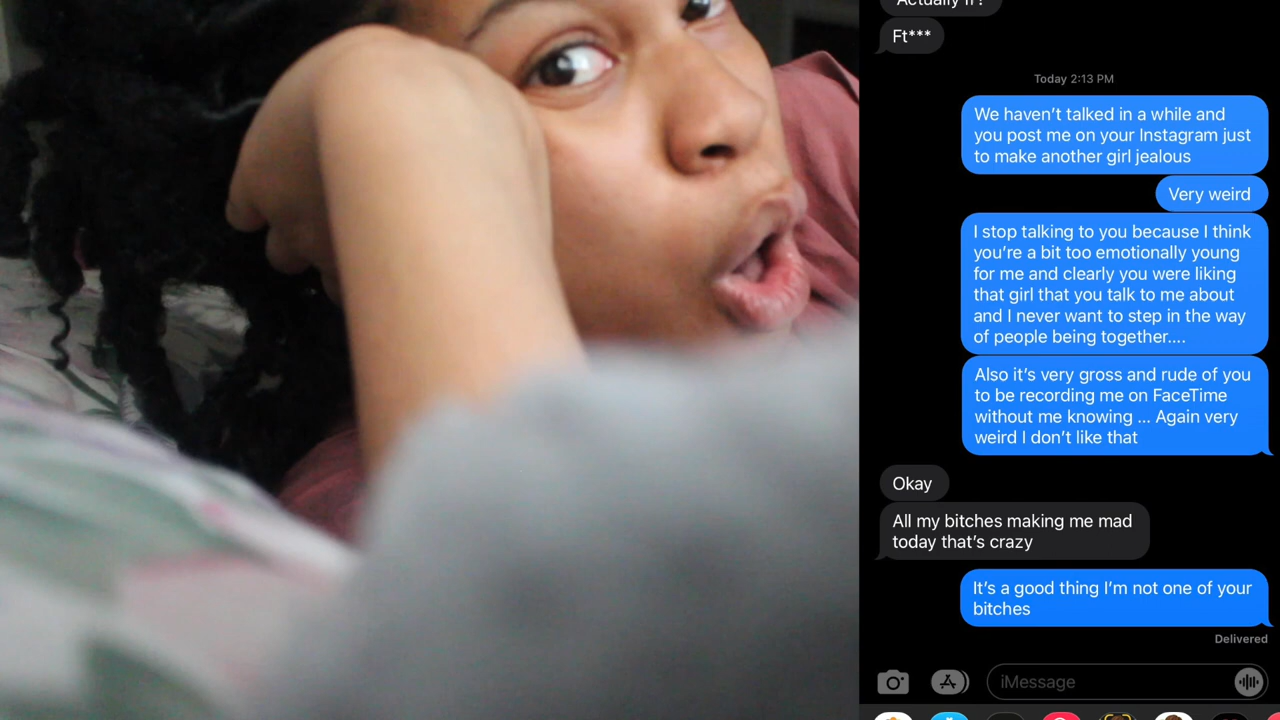 Actually ft?
Ft***
Today 2:13 PM
We haven’t talked in a while and
you post me on your Instagram just
to make another girl jealous
Very weird
I stop talking to you because I think
you’re a bit too emotionally young
for me and clearly you were liking
that girl that you talk to me about
and I never want to step in the way
of people being together....
Also it’s very gross and rude of you
to be recording me on FaceTime
without me knowing ... Again very
weird I don’t like that
Okay
All my bitches making me mad
today that’s crazy
It’s a good thing I’m not one of your
bitches
Delivered
iMessage